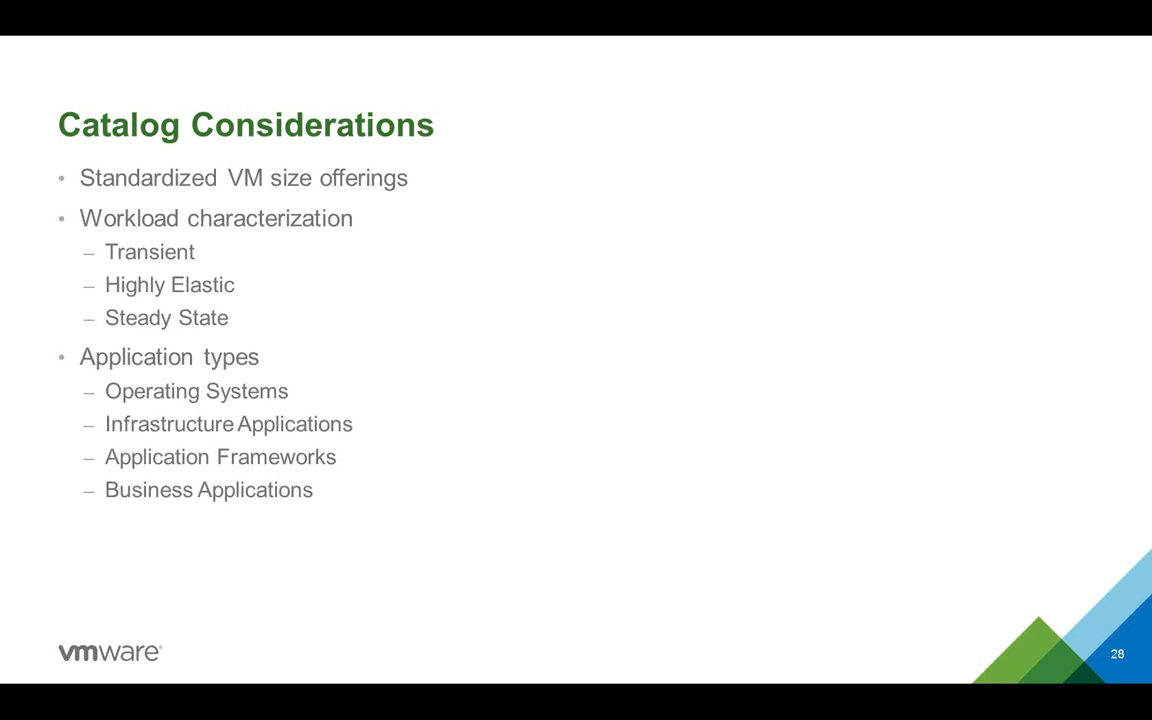 Catalog Considerations
• Standardized VM size offerings
• Workload characterization
– Transient
– Highly Elastic
– Steady State
• Application types
– Operating Systems
– Infrastructure Applications
– Application Frameworks
– Business Applications
vmware®
28